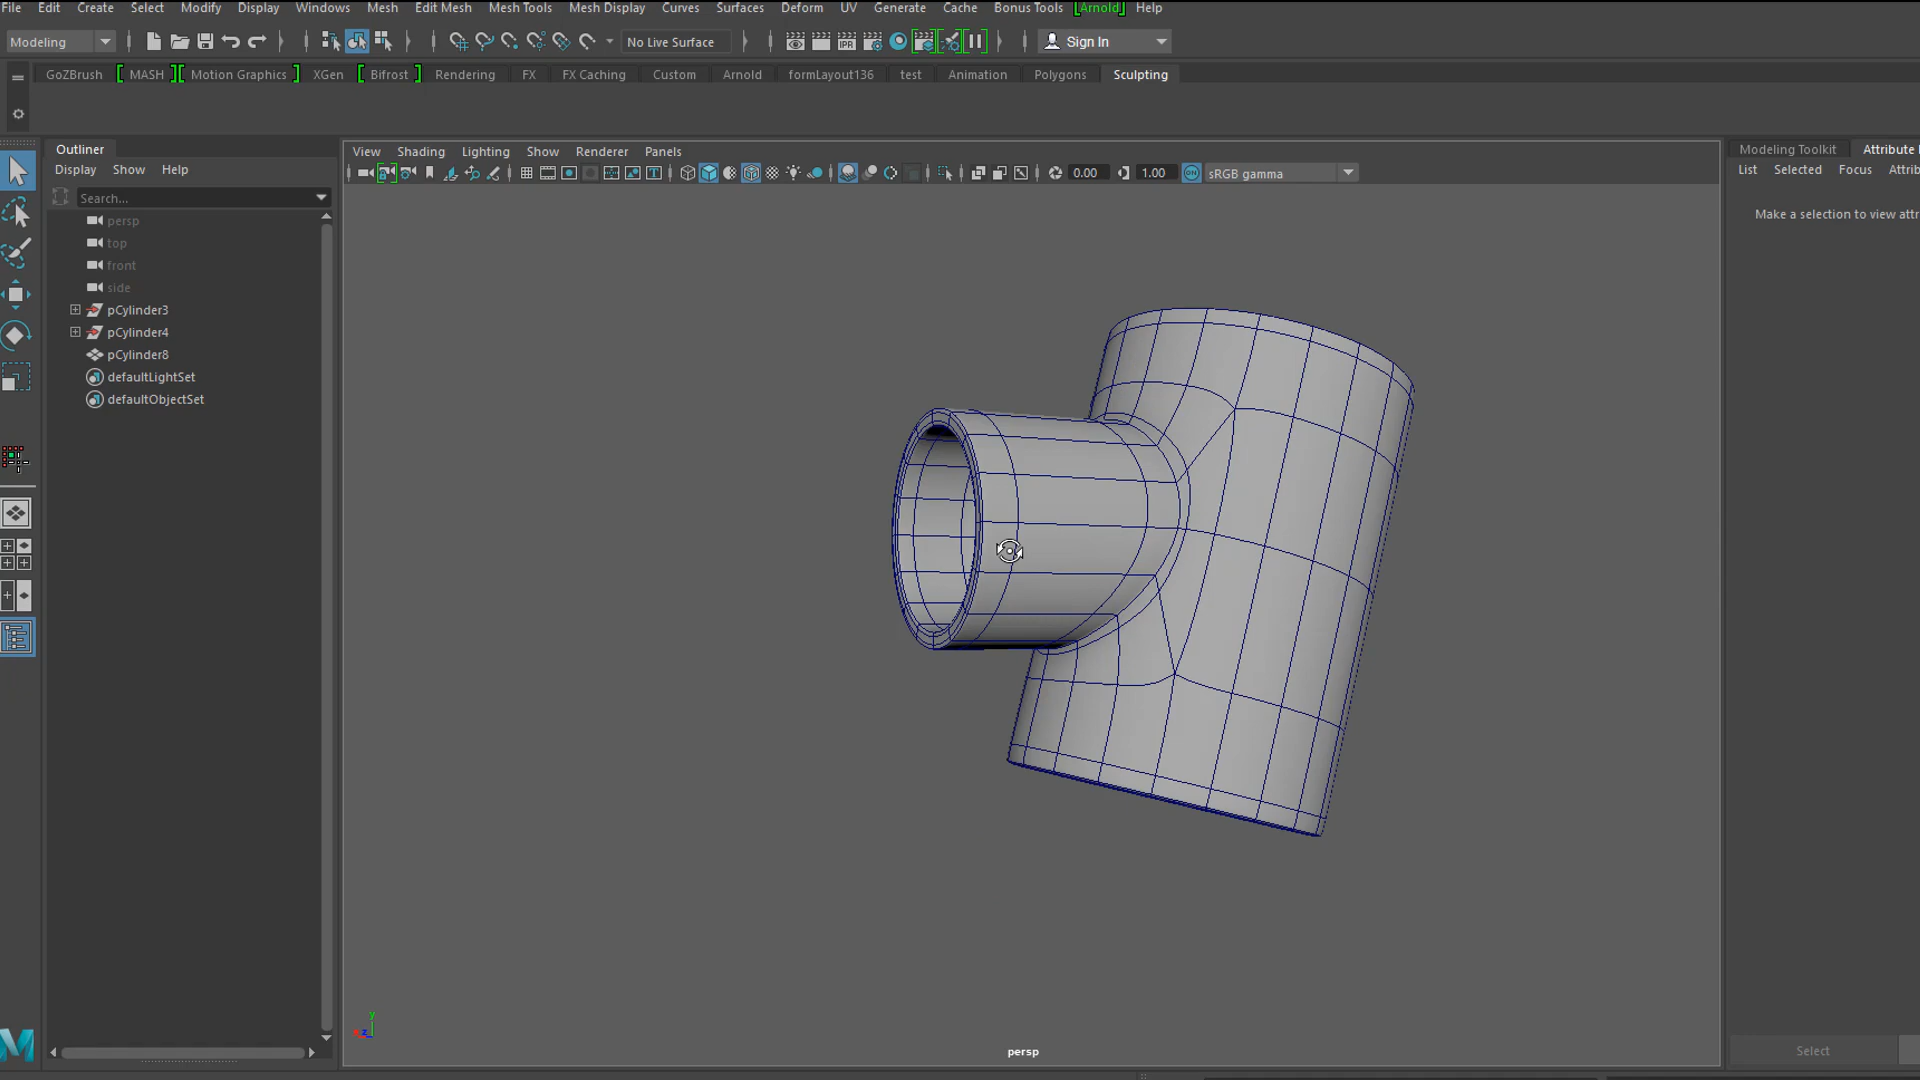 File Edit Create Select Modify Display Windows Mesh Edit Mesh Mesh Tools Mesh Display Curves Surfaces Deform UV Generate Cache Bonus Tools [Arnold] Help
Modeling No Live Surface IPR Sign In
GoZBrush [ MASH ] [ Motion Graphics ] XGen [ Bifrost ] Rendering FX FX Caching Custom Arnold formLayout136 test Animation Polygons Sculpting
Outliner
Display Show Help
Search...
persp
top
front
side
pCylinder3
pCylinder4
pCylinder8
defaultLightSet
defaultObjectSet
View Shading Lighting Show Renderer Panels
0.00 1.00 ON sRGB gamma
y
z
persp
Modeling Toolkit Attribute
List Selected Focus Attrib
Make a selection to view attr
Select